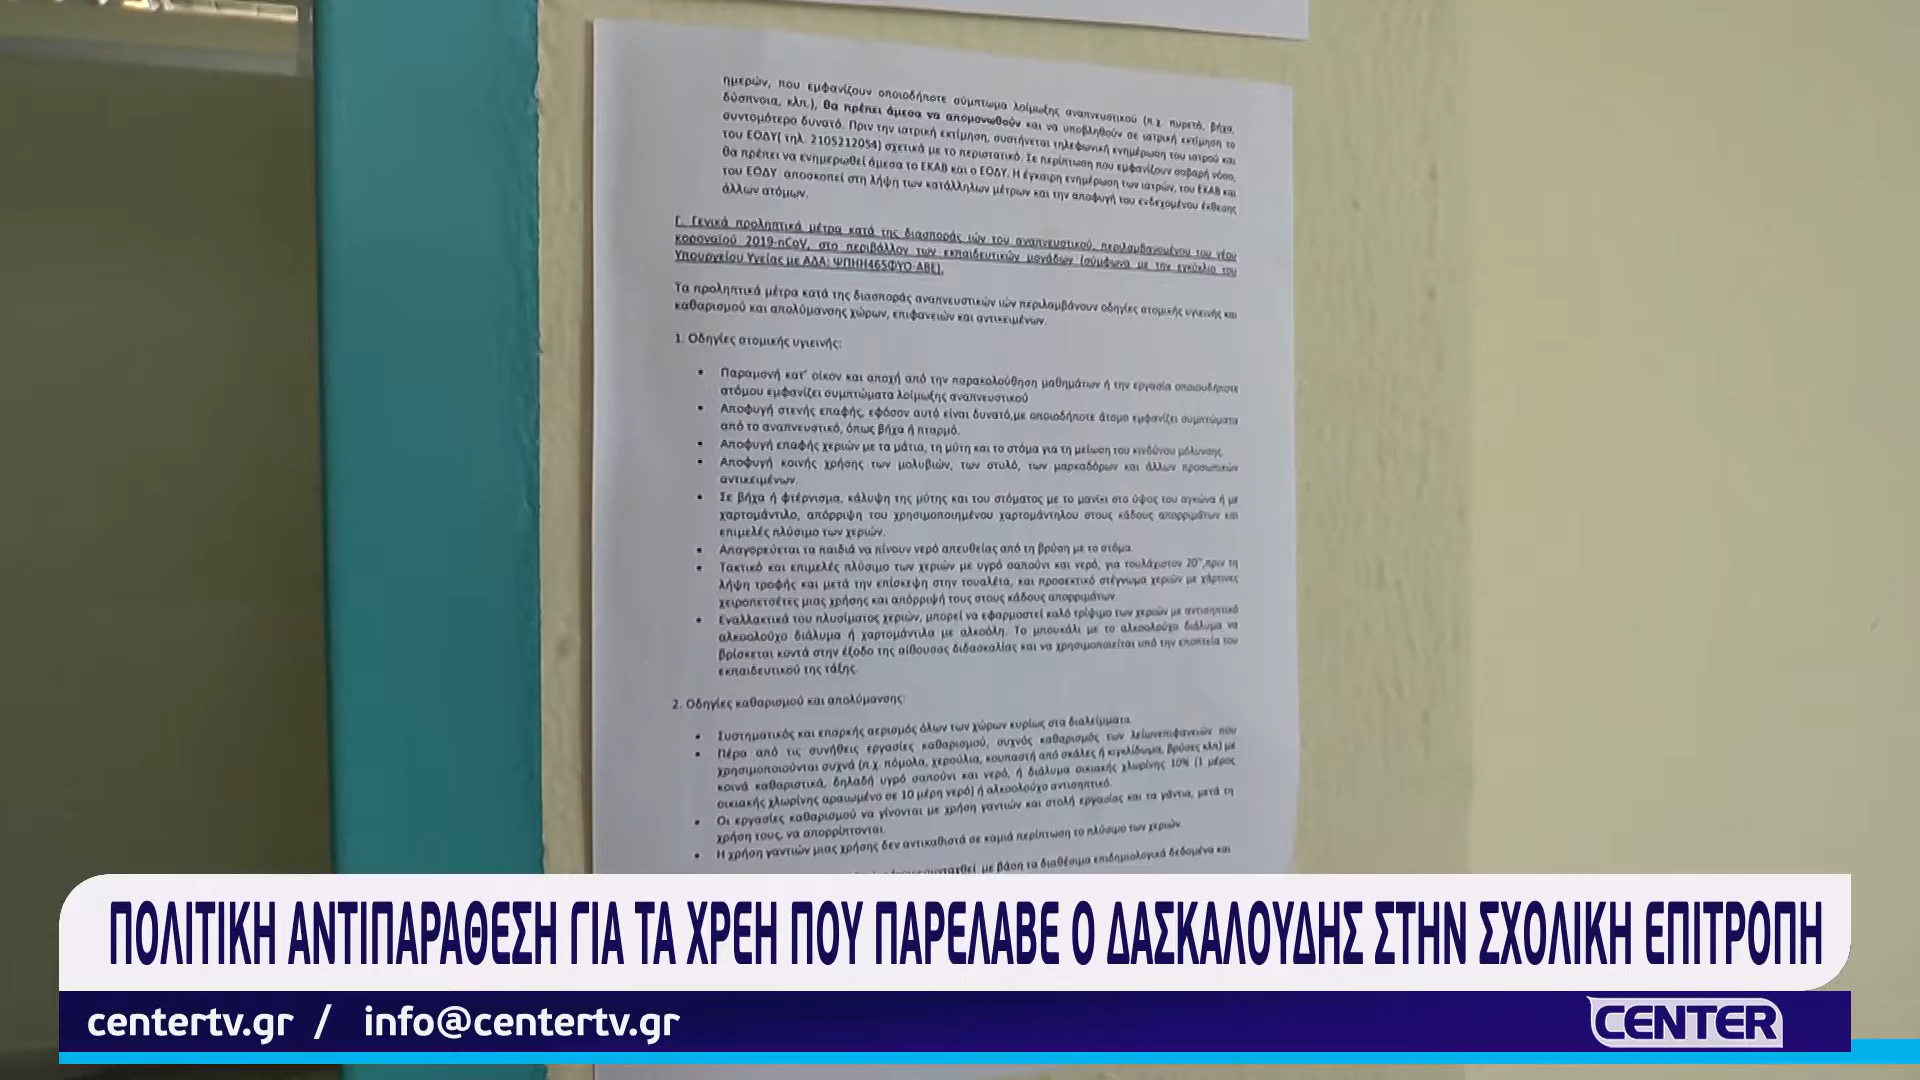 ημερών, που εμφανίζουν οποιοδήποτε σύμπτωμα λοίμωξης αναπνευστικού (π.χ. πυρετό, βήχα,
δύσπνοια, κλπ.), θα πρέπει άμεσα να απομονωθούν και να υποβληθούν σε ιατρική εκτίμηση το
συντομότερο δυνατό. Πριν την ιατρική εκτίμηση, συστήνεται τηλεφωνική ενημέρωση του ιατρού και
του ΕΟΔΥ( τηλ. 2105212054) σχετικά με το περιστατικό. Σε περίπτωση που εμφανίζουν σοβαρή νόσο,
θα πρέπει να ενημερωθεί άμεσα το ΕΚΑΒ και ο ΕΟΔΥ. Η έγκαιρη ενημέρωση των ιατρών, του ΕΚΑΒ και
του ΕΟΔΥ αποσκοπεί στη λήψη των κατάλληλων μέτρων και την αποφυγή του ενδεχομένου έκθεσης
άλλων ατόμων.
Γ. Γενικά προληπτικά μέτρα κατά της διασποράς ιών του αναπνευστικού, περιλαμβανομένου του νέου
κοροναϊού 2019-nCoV, στο περιβάλλον των εκπαιδευτικών μονάδων (σύμφωνα με την εγκύκλιο του
Υπουργείου Υγείας με ΑΔΑ: ΨΠΗΗ465ΦΥΟ-ΑΒΕ).
Τα προληπτικά μέτρα κατά της διασποράς αναπνευστικών ιών περιλαμβάνουν οδηγίες ατομικής υγιεινής και
καθαρισμού και απολύμανσης χώρων, επιφανειών και αντικειμένων.
1. Οδηγίες ατομικής υγιεινής:
• Παραμονή κατ' οίκον και αποχή από την παρακολούθηση μαθημάτων ή την εργασία οποιουδήποτε
ατόμου εμφανίζει συμπτώματα λοίμωξης αναπνευστικού
• Αποφυγή στενής επαφής, εφόσον αυτό είναι δυνατό,με οποιοδήποτε άτομο εμφανίζει συμπτώματα
από το αναπνευστικό, όπως βήχα ή πταρμό.
• Αποφυγή επαφής χεριών με τα μάτια, τη μύτη και το στόμα για τη μείωση του κινδύνου μόλυνσης.
• Αποφυγή κοινής χρήσης των μολυβιών, των στυλό, των μαρκαδόρων και άλλων προσωπικών
αντικειμένων.
• Σε βήχα ή φτέρνισμα, κάλυψη της μύτης και του στόματος με το μανίκι στο ύψος του αγκώνα ή με
χαρτομάντιλο, απόρριψη του χρησιμοποιημένου χαρτομάντηλου στους κάδους απορριμάτων και
επιμελές πλύσιμο των χεριών.
• Απαγορεύεται τα παιδιά να πίνουν νερό απευθείας από τη βρύση με το στόμα.
• Τακτικό και επιμελές πλύσιμο των χεριών με υγρό σαπούνι και νερό, για τουλάχιστον 20'',πριν τη
λήψη τροφής και μετά την επίσκεψη στην τουαλέτα, και προσεκτικό στέγνωμα χεριών με χάρτινες
χειροπετσέτες μιας χρήσης και απόρριψή τους στους κάδους απορριμάτων.
• Εναλλακτικά του πλυσίματος χεριών, μπορεί να εφαρμοστεί καλό τρίψιμο των χεριών με αντισηπτικό
αλκοολούχο διάλυμα ή χαρτομάντιλα με αλκοόλη. Το μπουκάλι με το αλκοολούχο διάλυμα να
βρίσκεται κοντά στην έξοδο της αίθουσας διδασκαλίας και να χρησιμοποιείται υπό την εποπτεία του
εκπαιδευτικού της τάξης.
2. Οδηγίες καθαρισμού και απολύμανσης:
• Συστηματικός και επαρκής αερισμός όλων των χώρων κυρίως στα διαλείμματα.
• Πέρα από τις συνήθεις εργασίες καθαρισμού, συχνός καθαρισμός των λείωνεπιφανειών που
χρησιμοποιούνται συχνά (π.χ. πόμολα, χερούλια, κουπαστή από σκάλες ή κιγκλίδωμα, βρύσες κλπ) με
κοινά καθαριστικά, δηλαδή υγρό σαπούνι και νερό, ή διάλυμα οικιακής χλωρίνης 10% (1 μέρος
οικιακής χλωρίνης αραιωμένο σε 10 μέρη νερό) ή αλκοολούχο αντισηπτικό.
• Οι εργασίες καθαρισμού να γίνονται με χρήση γαντιών και στολή εργασίας και τα γάντια, μετά τη
χρήση τους, να απορρίπτονται.
• Η χρήση γαντιών μιας χρήσης δεν αντικαθιστά σε καμιά περίπτωση το πλύσιμο των χεριών.
με βάση τα διαθέσιμα επιδημιολογικά δεδομένα και
ΠΟΛΙΤΙΚΗ ΑΝΤΙΠΑΡΑΘΕΣΗ ΓΙΑ ΤΑ ΧΡΕΗ ΠΟΥ ΠΑΡΕΛΑΒΕ Ο ΔΑΣΚΑΛΟΥΔΗΣ ΣΤΗΝ ΣΧΟΛΙΚΗ ΕΠΙΤΡΟΠΗ
centertv.gr / info@centertv.gr
CENTER